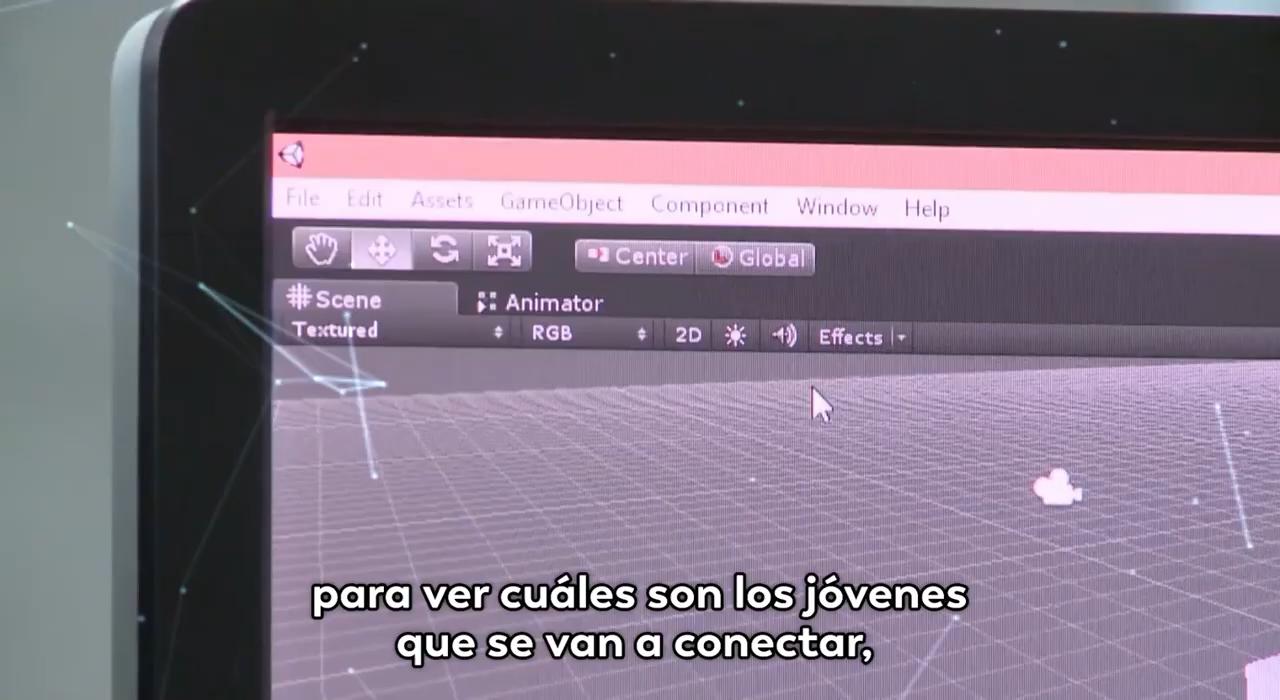 File Edit Assets GameObject Component Window Help
Center Global
Scene Animator
Textured RGB 2D Effects
para ver cuáles son los jóvenes
que se van a conectar,